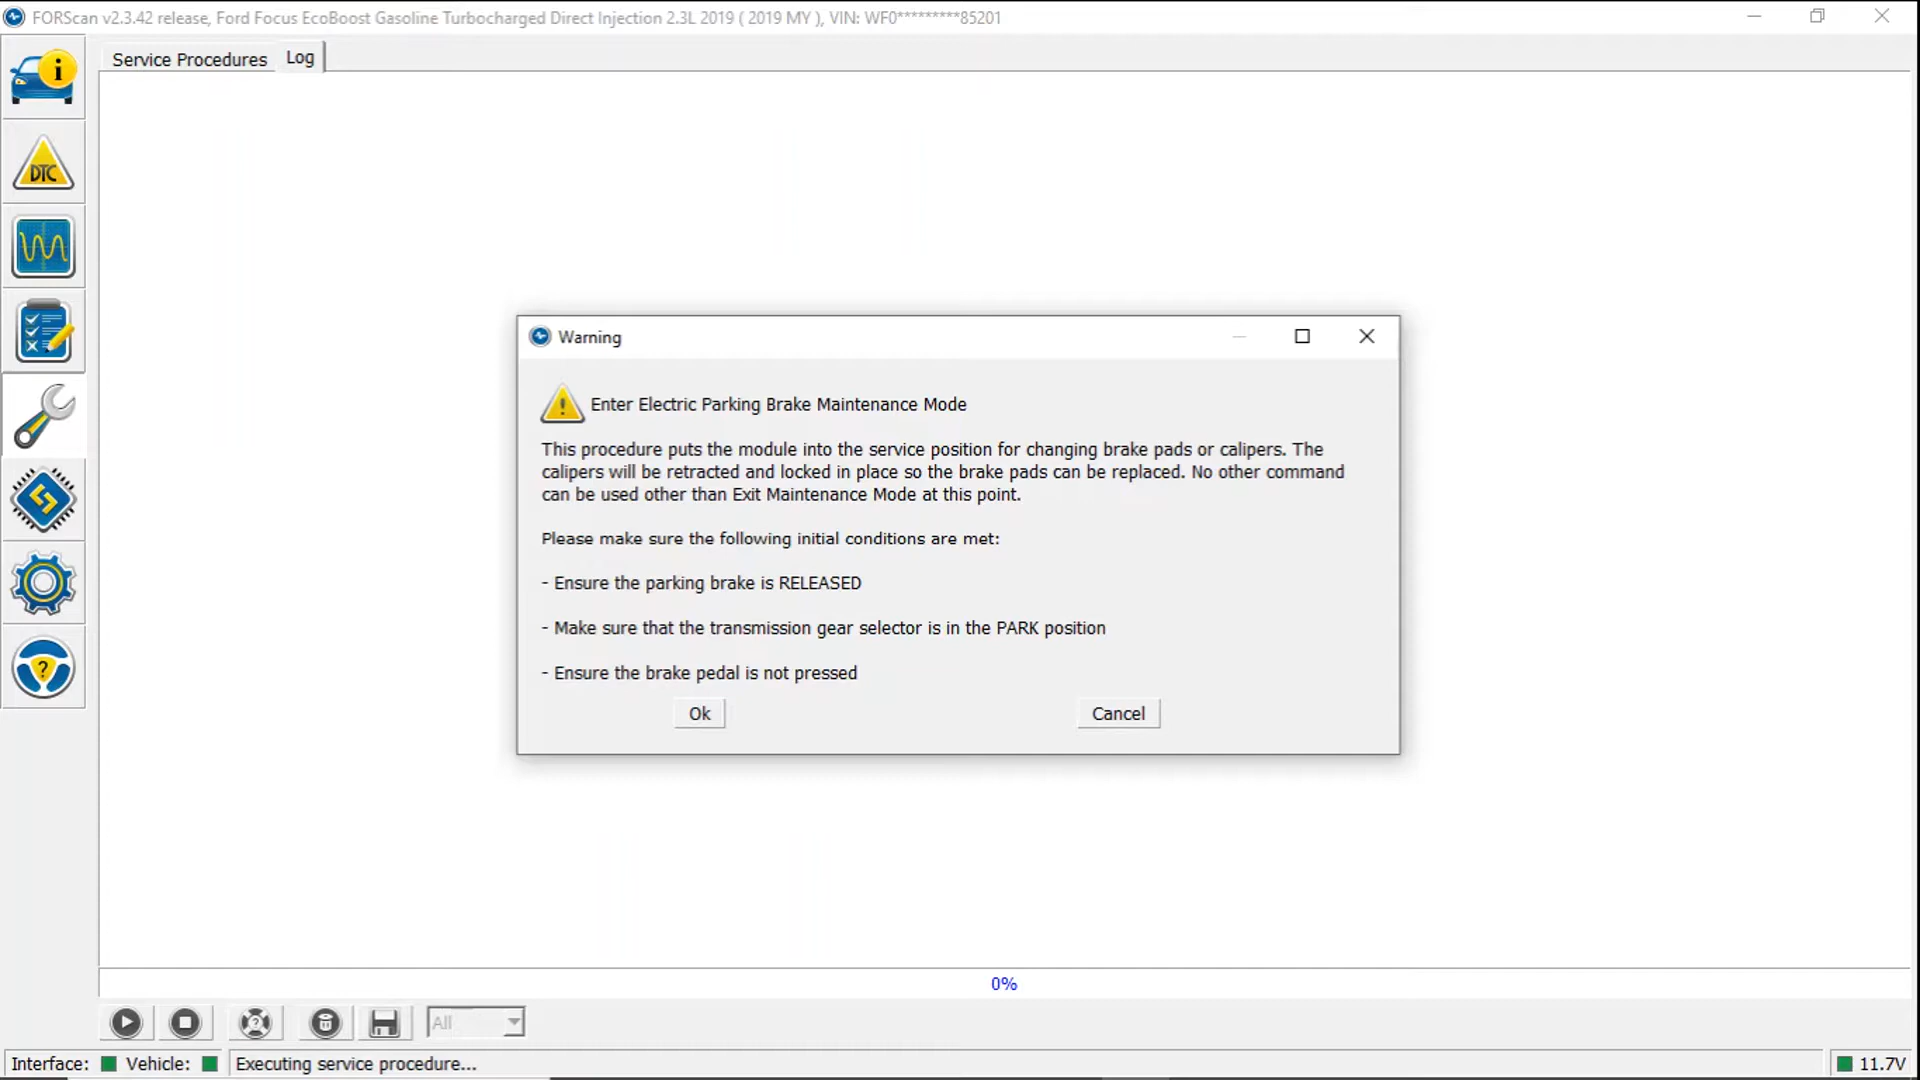 FORScan v2.3.42 release, Ford Focus EcoBoost Gasoline Turbocharged Direct Injection 2.3L 2019 ( 2019 MY ), VIN: WF0*********85201
Service Procedures Log
i
DTC
Warning
Enter Electric Parking Brake Maintenance Mode
This procedure puts the module into the service position for changing brake pads or calipers. The
calipers will be retracted and locked in place so the brake pads can be replaced. No other command
can be used other than Exit Maintenance Mode at this point.
Please make sure the following initial conditions are met:
- Ensure the parking brake is RELEASED
- Make sure that the transmission gear selector is in the PARK position
- Ensure the brake pedal is not pressed
Ok Cancel
0%
All
Interface: Vehicle: Executing service procedure... 11.7V